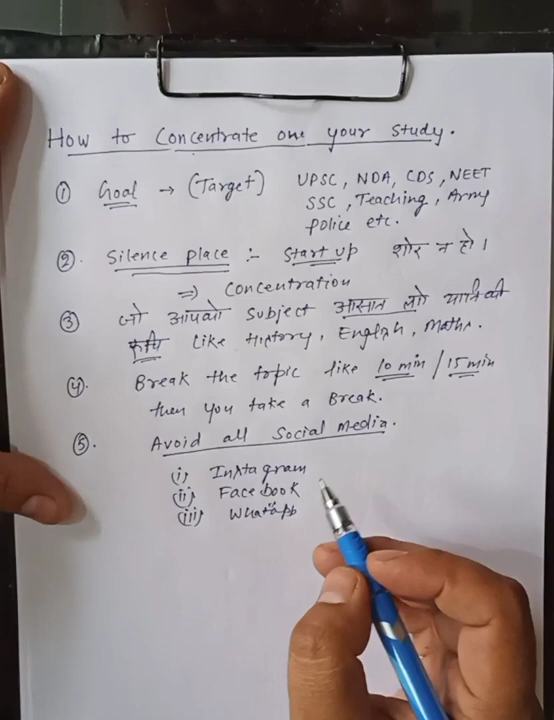 How to Concentrate one your Study.
① Goal → (Target) UPSC, NDA, CDS, NEET
SSC, Teaching, Army
police etc.
②. Silence place :- Start up शोर न हो।
⇒ Concentration
③ जो आपको Subject आसान लगे यानि की
रूचि Like History, English, Maths.
④. Break the topic like 10 min / 15 min
then you take a Break.
⑤. Avoid all Social Media.
(i) Instagram
(ii) Facebook
(iii) Whatapp